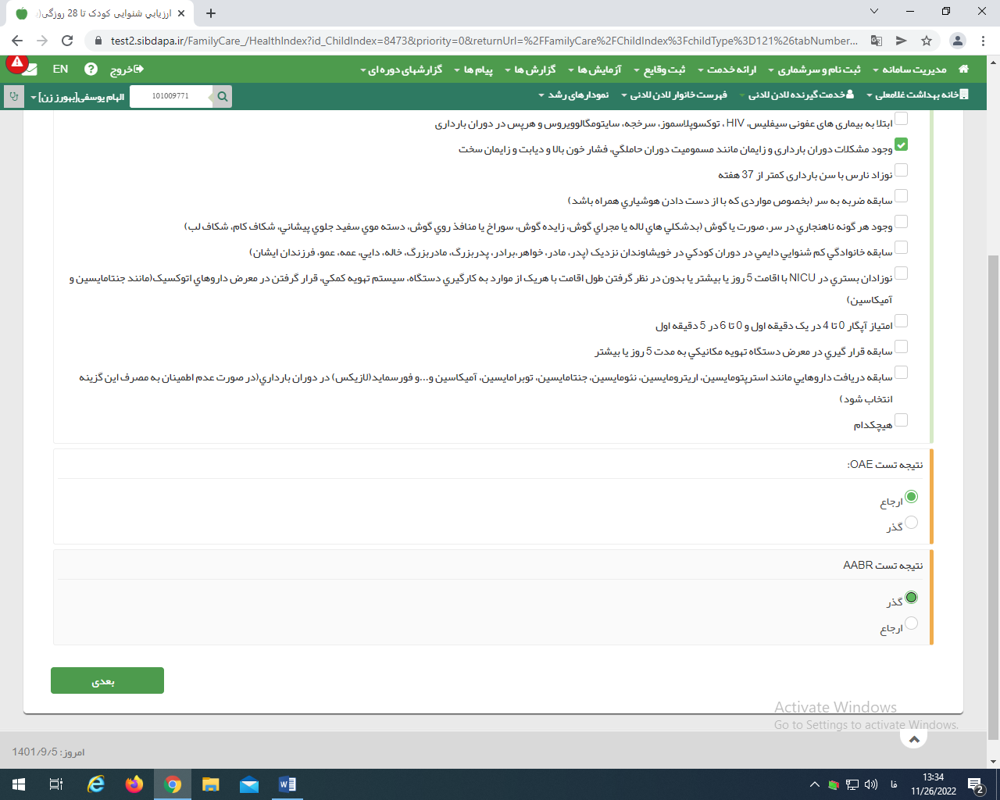 ارزیابي شنوایی کودک تا 28 روزگی(
test2.sibdapa.ir/FamilyCare_/HealthIndex?id_ChildIndex=8473&priority=0&returnUrl=%2FFamilyCare%2FChildIndex%3FchildType%3D121%26tabNumber...
مدیریت سامانه ثبت نام و سرشماری ارائه خدمت ثبت وقایع آزمایش ها گزارش ها پیام ها گزارشهای دوره ای خروج ? EN
خانه بهداشت غلامعلی خدمت گیرنده لادن لادنی فهرست خانوار لادن لادنی نمودارهای رشد 101009771 الهام یوسفی[بهورز زن]
ابتلا به بیماری های عفونی سیفلیس، HIV ، توکسوپلاسموز، سرخجه، سایتومگالوویروس و هرپس در دوران بارداری
وجود مشکلات دوران بارداری و زایمان مانند مسمومیت دوران حاملگي، فشار خون بالا و دیابت و زایمان سخت
نوزاد نارس با سن بارداری کمتر از 37 هفته
سابقه ضربه به سر (بخصوص مواردی که با از دست دادن هوشياري همراه باشد)
وجود هر گونه ناهنجاري در سر، صورت یا گوش (بدشکلي هاي لاله یا مجراي گوش، زایده گوش، سوراخ یا منافذ روي گوش، دسته موي سفید جلوي پیشاني، شکاف کام، شکاف لب)
سابقه خانوادگي کم شنوایي دایمي در دوران کودکي در خویشاوندان نزدیک (پدر، مادر، خواهر،برادر، پدربزرگ، مادربزرگ، خاله، دایي، عمه، عمو، فرزندان ایشان)
نوزادان بستري در NICU با اقامت 5 روز یا بیشتر یا بدون در نظر گرفتن طول اقامت با هریک از موارد به کارگیري دستگاه، سیستم تهویه کمکي، قرار گرفتن در معرض داروهاي اتوکسیک(مانند جنتامایسین و
آمیکاسین)
امتیاز آپگار 0 تا 4 در یک دقیقه اول و 0 تا 6 در 5 دقیقه اول
سابقه قرار گیري در معرض دستگاه تهویه مکانیکي به مدت 5 روز یا بیشتر
سابقه دریافت داروهایي مانند استرپتومایسین، اریترومایسین، نئومایسین، جنتامایسین، توبرامایسین، آمیکاسین و...و فورسماید(لازیکس) در دوران بارداري(در صورت عدم اطمینان به مصرف این گزینه
انتخاب شود)
هیچکدام
نتیجه تست OAE:
ارجاع
گذر
نتیجه تست AABR
گذر
ارجاع
بعدی
Activate Windows
Go to Settings to activate Windows.
امروز: 1401/9/5
فا
13:34
11/26/2022
2